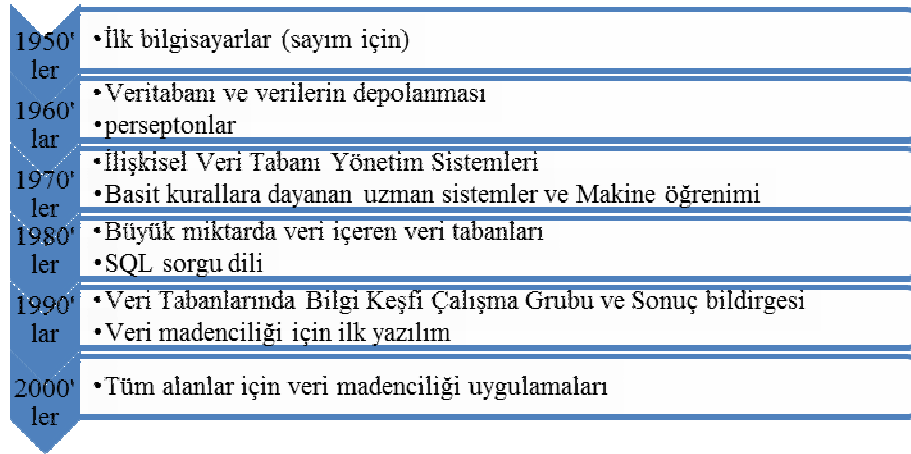 1950'
ler
•İlk bilgisayarlar (sayım için)
1960'
lar
•Veritabanı ve verilerin depolanması
•perseptonlar
1970'
ler
•İlişkisel Veri Tabanı Yönetim Sistemleri
•Basit kurallara dayanan uzman sistemler ve Makine öğrenimi
1980'
ler
•Büyük miktarda veri içeren veri tabanları
•SQL sorgu dili
1990'
lar
•Veri Tabanlarında Bilgi Keşfi Çalışma Grubu ve Sonuç bildirgesi
•Veri madenciliği için ilk yazılım
2000'
ler
•Tüm alanlar için veri madenciliği uygulamaları